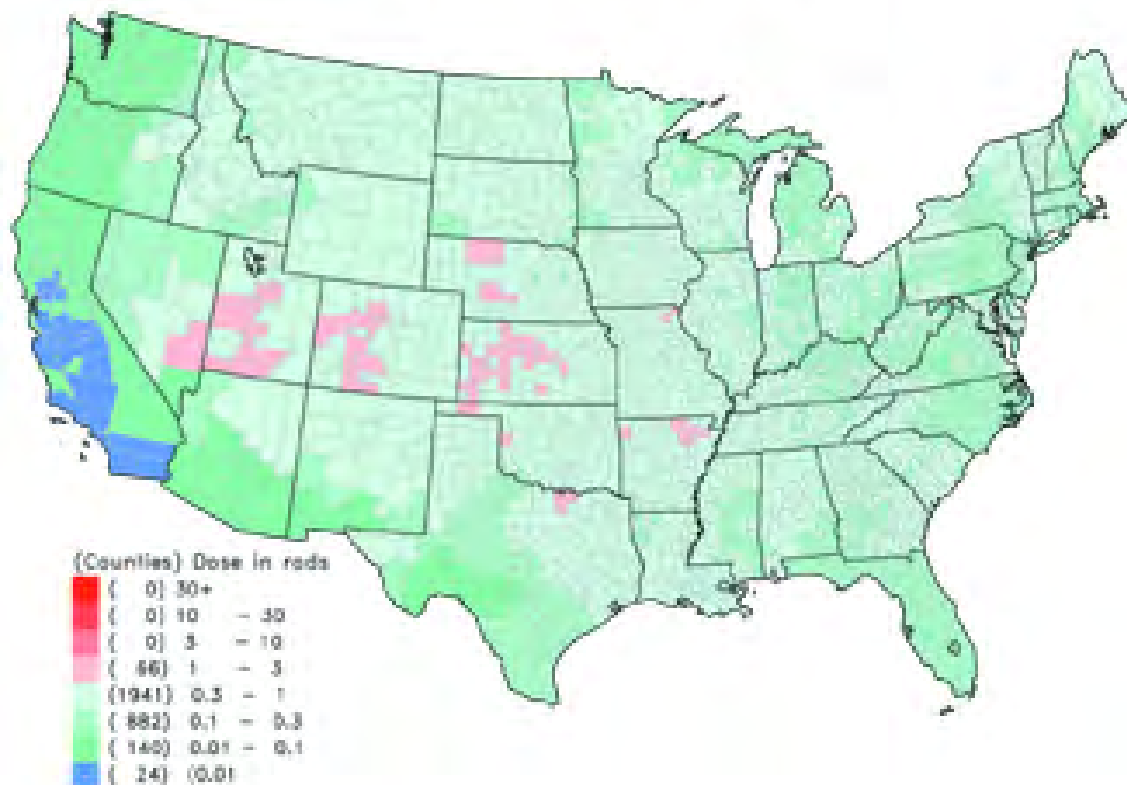 (Counties) Dose in rads
( 0) 30+
( 0) 10 - 30
( 0) 3 - 10
( 66) 1 - 3
(1941) 0.3 - 1
( 882) 0.1 - 0.3
( 140) 0.01 - 0.1
( 24) <0.01